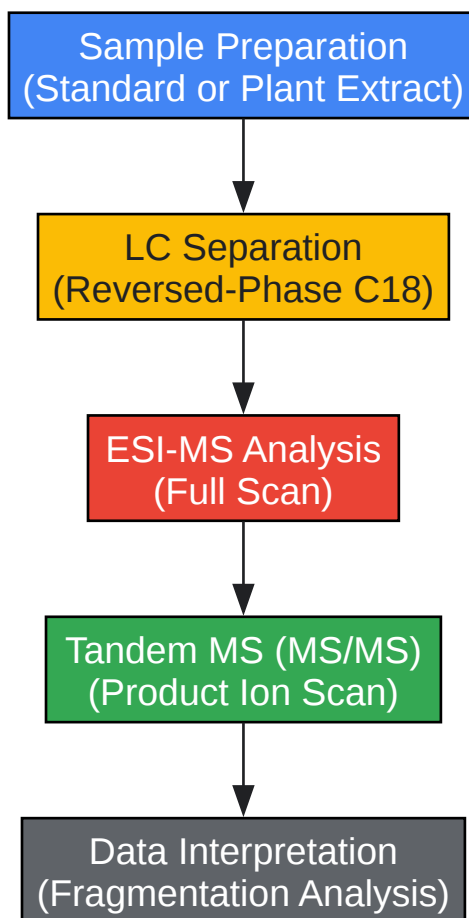 Sample Preparation
(Standard or Plant Extract)
LC Separation
(Reversed-Phase C18)
ESI-MS Analysis
(Full Scan)
Tandem MS (MS/MS)
(Product Ion Scan)
Data Interpretation
(Fragmentation Analysis)